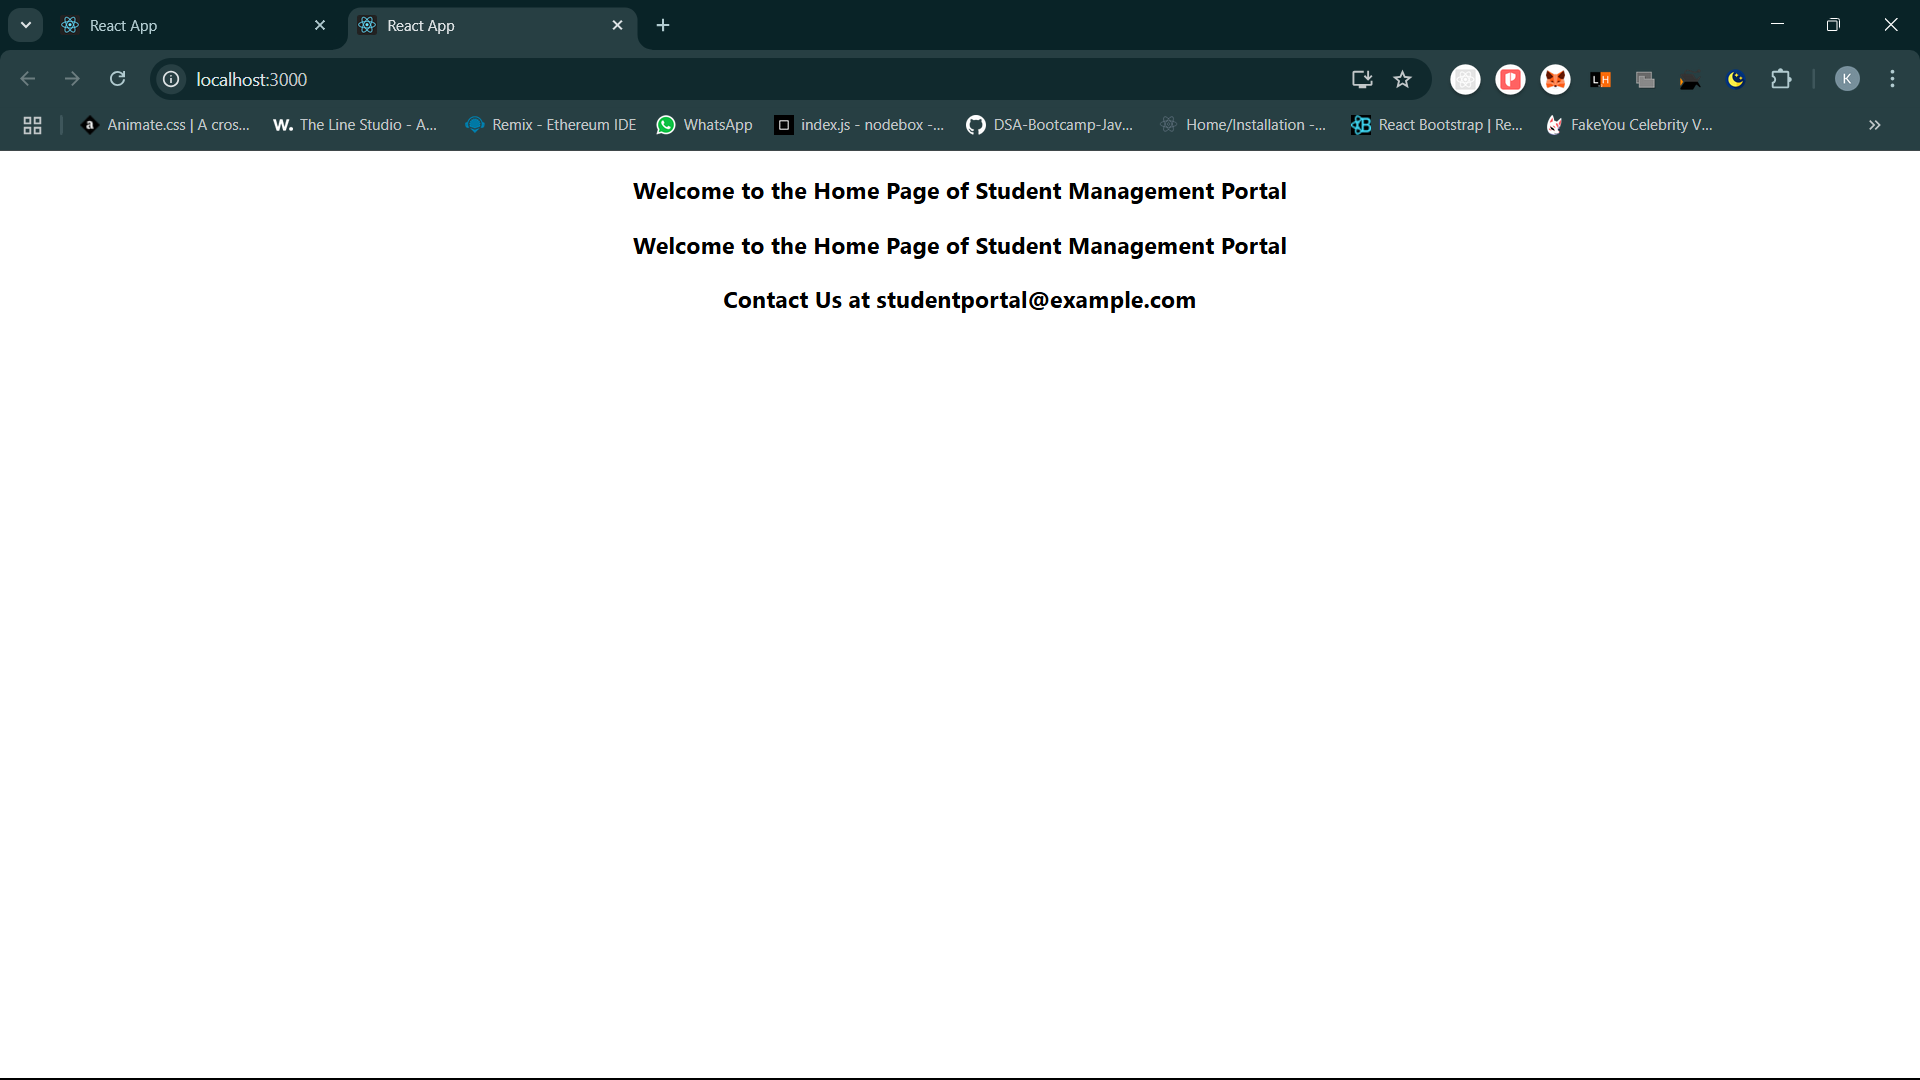 React App
React App
localhost:3000
K
Animate.css | A cros...
The Line Studio - A...
Remix - Ethereum IDE
WhatsApp
index.js - nodebox -...
DSA-Bootcamp-Jav...
Home/Installation -...
React Bootstrap | Re...
FakeYou Celebrity V...
Welcome to the Home Page of Student Management Portal
Welcome to the Home Page of Student Management Portal
Contact Us at studentportal@example.com